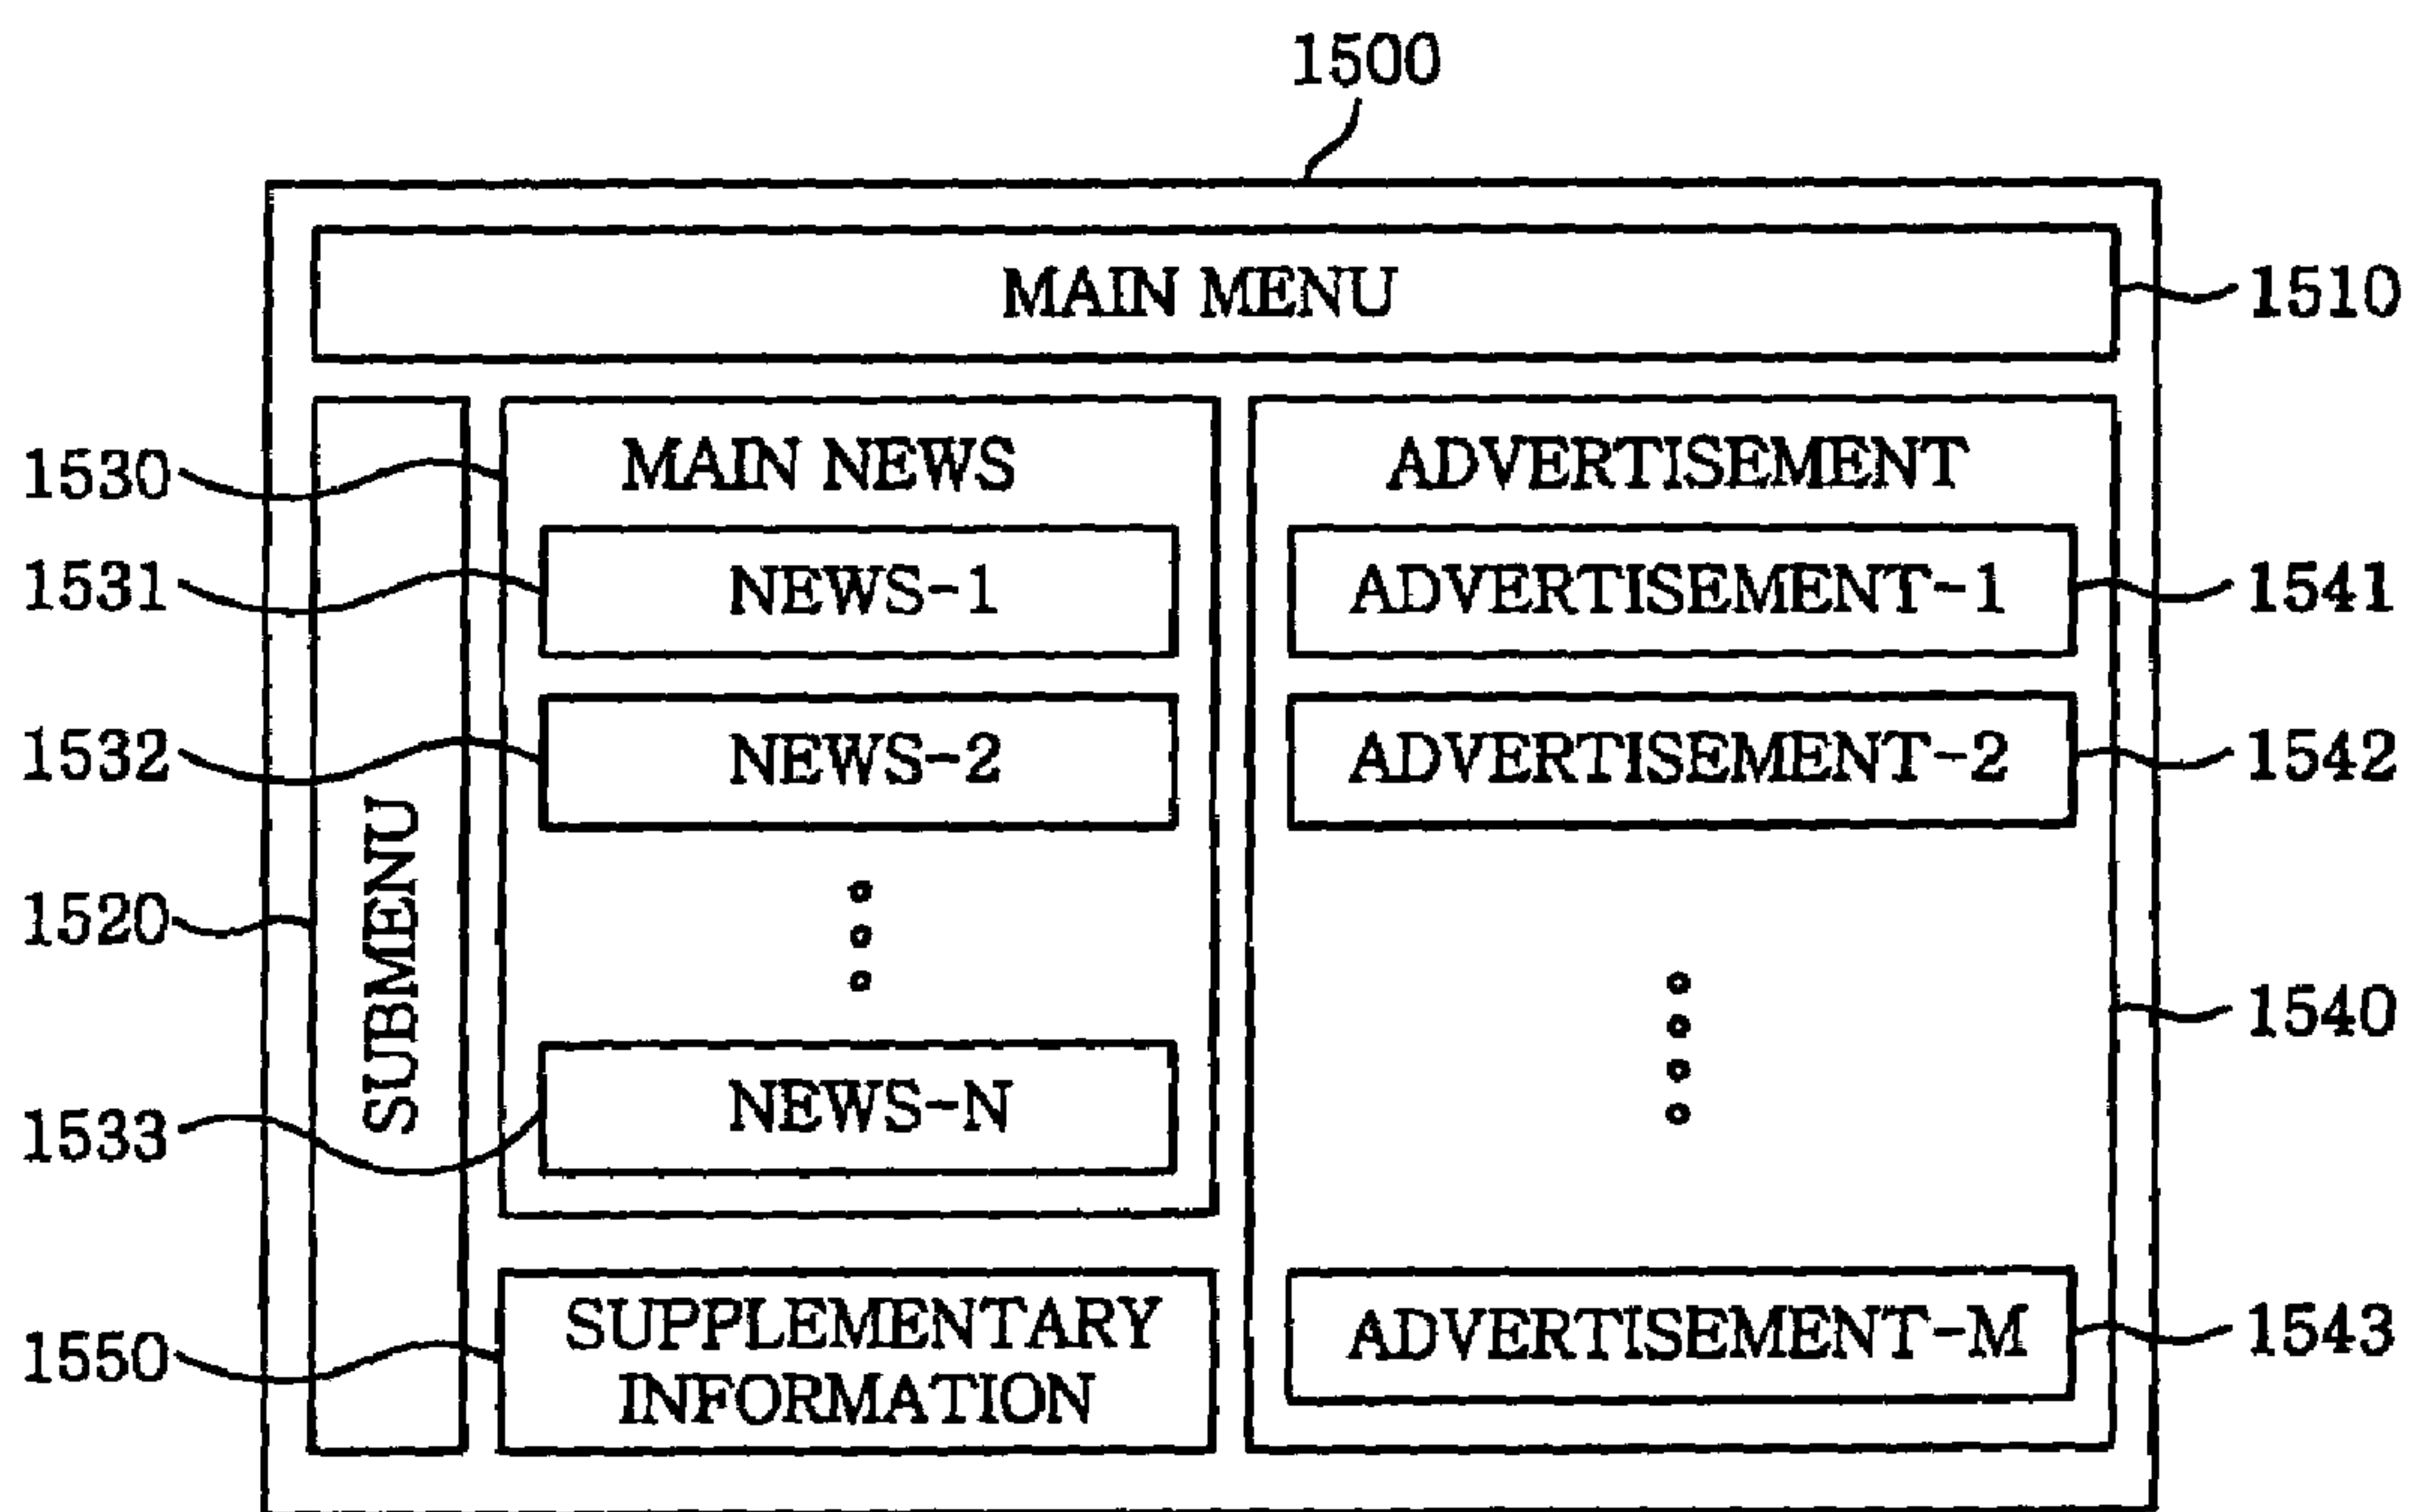 1500
MAIN MENU
1510
1530
MAIN NEWS
ADVERTISEMENT
1531
NEWS-1
ADVERTISEMENT-1
1541
1532
NEWS-2
ADVERTISEMENT-2
1542
1520
SUBMENU
1540
1533
NEWS-N
1550
SUPPLEMENTARY
INFORMATION
ADVERTISEMENT-M
1543